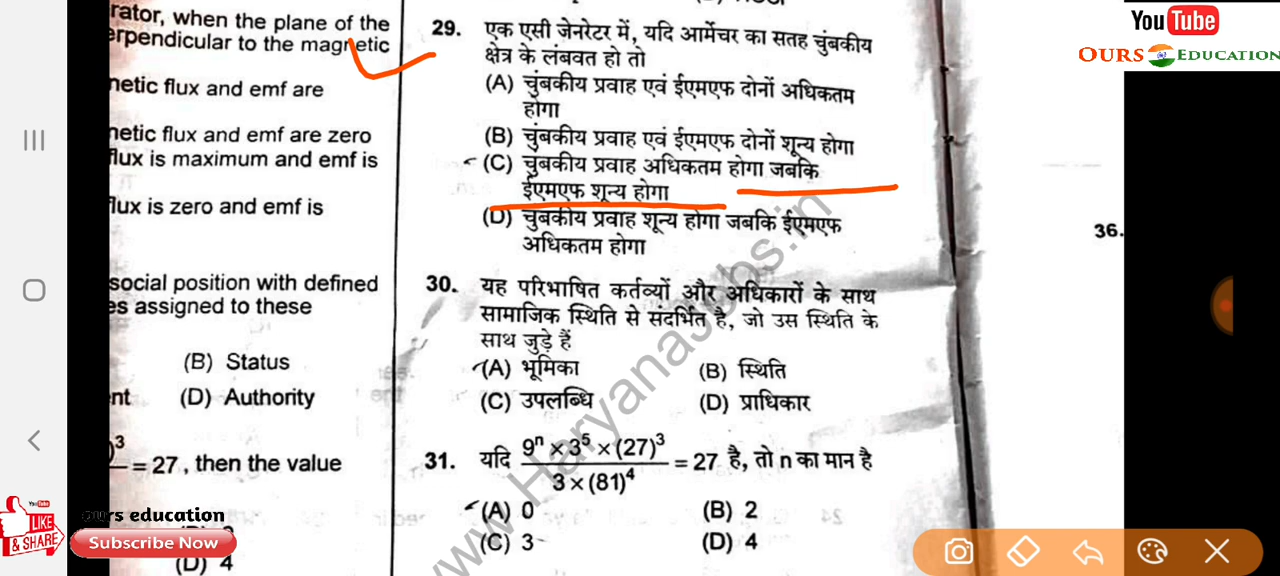 rator, when the plane of the
erpendicular to the magnetic
netic flux and emf are
netic flux and emf are zero
flux is maximum and emf is
flux is zero and emf is
social position with defined
es assigned to these
(B) Status
nt (D) Authority
)³
= 27, then the value
(D) 4
29. एक एसी जेनरेटर में, यदि आर्मेचर का सतह चुंबकीय
क्षेत्र के लंबवत हो तो
(A) चुंबकीय प्रवाह एवं ईएमएफ दोनों अधिकतम
होगा
(B) चुंबकीय प्रवाह एवं ईएमएफ दोनों शून्य होगा
(C) चुंबकीय प्रवाह अधिकतम होगा जबकि
ईएमएफ शून्य होगा
(D) चुंबकीय प्रवाह शून्य होगा जबकि ईएमएफ
अधिकतम होगा
30. यह परिभाषित कर्तव्यों और अधिकारों के साथ
सामाजिक स्थिति से संदर्भित है, जो उस स्थिति के
साथ जुड़े हैं
(A) भूमिका (B) स्थिति
(C) उपलब्धि (D) प्राधिकार
31. यदि 9ⁿ × 3⁵ × (27)³ / 3 × (81)⁴ = 27 है, तो n का मान है
(A) 0 (B) 2
(C) 3 (D) 4
36.
www.HaryanaJobs.in
YouTube
OURS EDUCATION
YouTube
LIKE
& SHARE
ours education
Subscribe Now